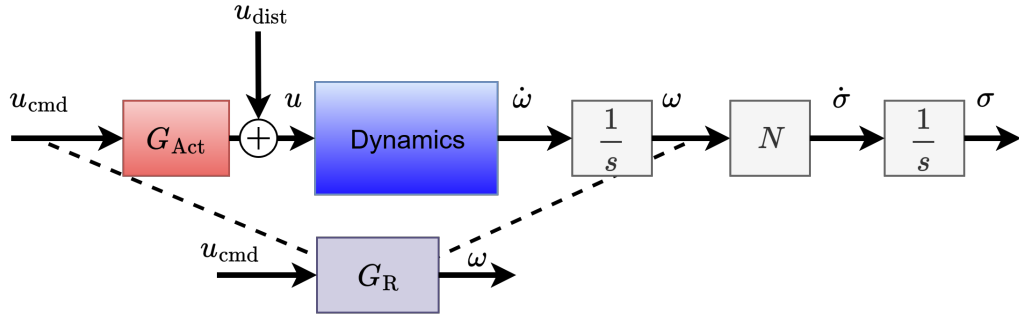 u_dist
u_cmd
G_Act
+
u
Dynamics
ω̇
1/s
ω
N
σ̇
1/s
σ
u_cmd
G_R
ω